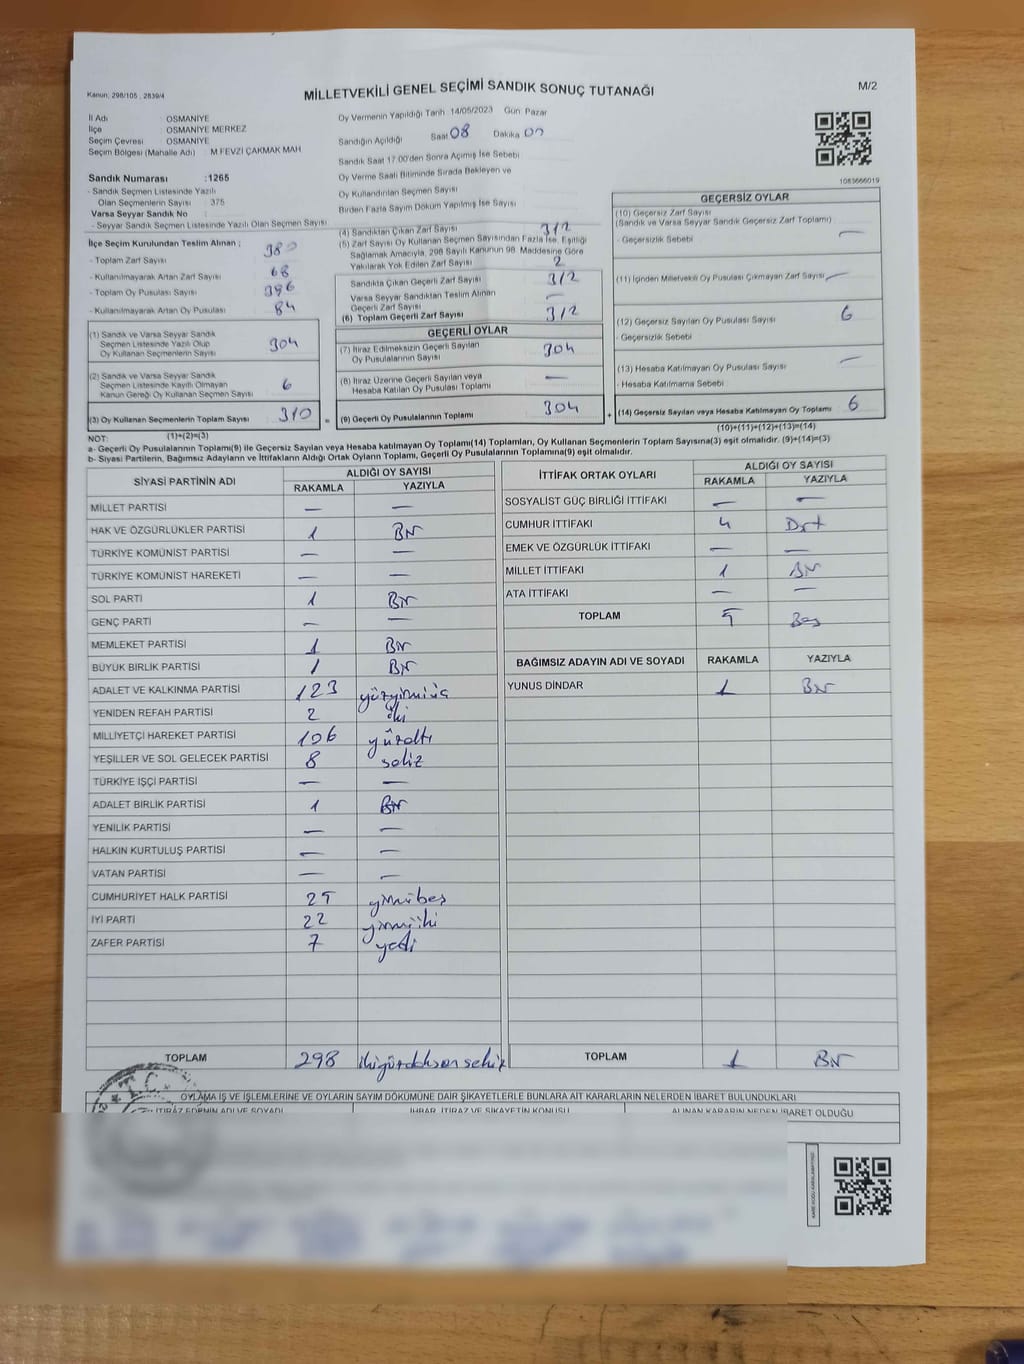 Kanun: 298/105 , 2839/4
MİLLETVEKİLİ GENEL SEÇİMİ SANDIK SONUÇ TUTANAĞI
M/2
İl Adı : OSMANİYE
İlçe : OSMANİYE MERKEZ
Seçim Çevresi : OSMANİYE
Seçim Bölgesi (Mahalle Adı) : M.FEVZİ ÇAKMAK MAH.
Sandık Numarası :1265
- Sandık Seçmen Listesinde Yazılı
Olan Seçmenlerin Sayısı : 375
Varsa Seyyar Sandık No :
- Seyyar Sandık Seçmen Listesinde Yazılı Olan Seçmen Sayısı
İlçe Seçim Kurulundan Teslim Alınan ;
- Toplam Zarf Sayısı 380
- Kullanılmayarak Artan Zarf Sayısı 68
- Toplam Oy Pusulası Sayısı 396
- Kullanılmayarak Artan Oy Pusulası 84
(1) Sandık ve Varsa Seyyar Sandık
Seçmen Listesinde Yazılı Olup
Oy Kullanan Seçmenlerin Sayısı 304
(2) Sandık ve Varsa Seyyar Sandık
Seçmen Listesinde Kayıtlı Olmayan
Kanun Gereği Oy Kullanan Seçmen Sayısı 6
(3) Oy Kullanan Seçmenlerin Toplam Sayısı 310 =
(1)+(2)=(3)
Oy Vermenin Yapıldığı Tarih 14/05/2023 Gün: Pazar
Sandığın Açıldığı Saat 08 Dakika 00
Sandık Saat 17.00'den Sonra Açılmış İse Sebebi
Oy Verme Saati Bitiminde Sırada Bekleyen ve
Oy Kullandırılan Seçmen Sayısı
Birden Fazla Sayım Döküm Yapılmış İse Sayısı
(4) Sandıktan Çıkan Zarf Sayısı 312
(5) Zarf Sayısı Oy Kullanan Seçmen Sayısından Fazla İse, Eşitliği
Sağlamak Amacıyla, 298 Sayılı Kanunun 98. Maddesine Göre
Yakılarak Yok Edilen Zarf Sayısı 2
Sandıkta Çıkan Geçerli Zarf Sayısı 312
Varsa Seyyar Sandıktan Teslim Alınan
Geçerli Zarf Sayısı —
(6) Toplam Geçerli Zarf Sayısı 312
GEÇERLİ OYLAR
(7) İtiraz Edilmeksizin Geçerli Sayılan
Oy Pusulalarının Sayısı 304
(8) İtiraz Üzerine Geçerli Sayılan veya
Hesaba Katılan Oy Pusulası Toplamı —
(9) Geçerli Oy Pusulalarının Toplamı 304 +
1083666019
GEÇERSİZ OYLAR
(10) Geçersiz Zarf Sayısı
(Sandık ve Varsa Seyyar Sandık Geçersiz Zarf Toplamı)
- Geçersizlik Sebebi —
(11) İçinden Milletvekili Oy Pusulası Çıkmayan Zarf Sayısı —
(12) Geçersiz Sayılan Oy Pusulası Sayısı 6
- Geçersizlik Sebebi
(13) Hesaba Katılmayan Oy Pusulası Sayısı —
- Hesaba Katılmama Sebebi
(14) Geçersiz Sayılan veya Hesaba Katılmayan Oy Toplamı 6
(10)+(11)+(12)+(13)=(14)
NOT:
a- Geçerli Oy Pusulalarının Toplamı(9) ile Geçersiz Sayılan veya Hesaba katılmayan Oy Toplamı(14) Toplamları, Oy Kullanan Seçmenlerin Toplam Sayısına(3) eşit olmalıdır. (9)+(14)=(3)
b- Siyasi Partilerin, Bağımsız Adayların ve İttifakların Aldığı Ortak Oyların Toplamı, Geçerli Oy Pusulalarının Toplamına(9) eşit olmalıdır.
SİYASİ PARTİNİN ADI ALDIĞI OY SAYISI
RAKAMLA YAZIYLA
MİLLET PARTİSİ — —
HAK VE ÖZGÜRLÜKLER PARTİSİ 1 Bir
TÜRKİYE KOMÜNİST PARTİSİ — —
TÜRKİYE KOMÜNİST HAREKETİ — —
SOL PARTİ 1 Bir
GENÇ PARTİ — —
MEMLEKET PARTİSİ 1 Bir
BÜYÜK BİRLİK PARTİSİ 1 Bir
ADALET VE KALKINMA PARTİSİ 123 yüzyirmiüç
YENİDEN REFAH PARTİSİ 2 iki
MİLLİYETÇİ HAREKET PARTİSİ 106 yüzaltı
YEŞİLLER VE SOL GELECEK PARTİSİ 8 sekiz
TÜRKİYE İŞÇİ PARTİSİ — —
ADALET BİRLİK PARTİSİ 1 Bir
YENİLİK PARTİSİ — —
HALKIN KURTULUŞ PARTİSİ — —
VATAN PARTİSİ — —
CUMHURİYET HALK PARTİSİ 25 yirmibeş
İYİ PARTİ 22 yirmiiki
ZAFER PARTİSİ 7 yedi
TOPLAM 298 ikiyüzdoksansekiz
İTTİFAK ORTAK OYLARI ALDIĞI OY SAYISI
RAKAMLA YAZIYLA
SOSYALİST GÜÇ BİRLİĞİ İTTİFAKI — —
CUMHUR İTTİFAKI 4 Dört
EMEK VE ÖZGÜRLÜK İTTİFAKI — —
MİLLET İTTİFAKI 1 Bir
ATA İTTİFAKI — —
TOPLAM 5 Beş
BAĞIMSIZ ADAYIN ADI VE SOYADI RAKAMLA YAZIYLA
YUNUS DİNDAR 1 Bir
TOPLAM 1 Bir
T.C.
OYLAMA İŞ VE İŞLEMLERİNE VE OYLARIN SAYIM DÖKÜMÜNE DAİR ŞİKAYETLERLE BUNLARA AİT KARARLARIN NELERDEN İBARET BULUNDUKLARI
İTİRAZ EDENİN ADI VE SOYADI İHBAR, İTİRAZ VE ŞİKAYETİN KONUSU ALINAN KARARIN NEDEN İBARET OLDUĞU